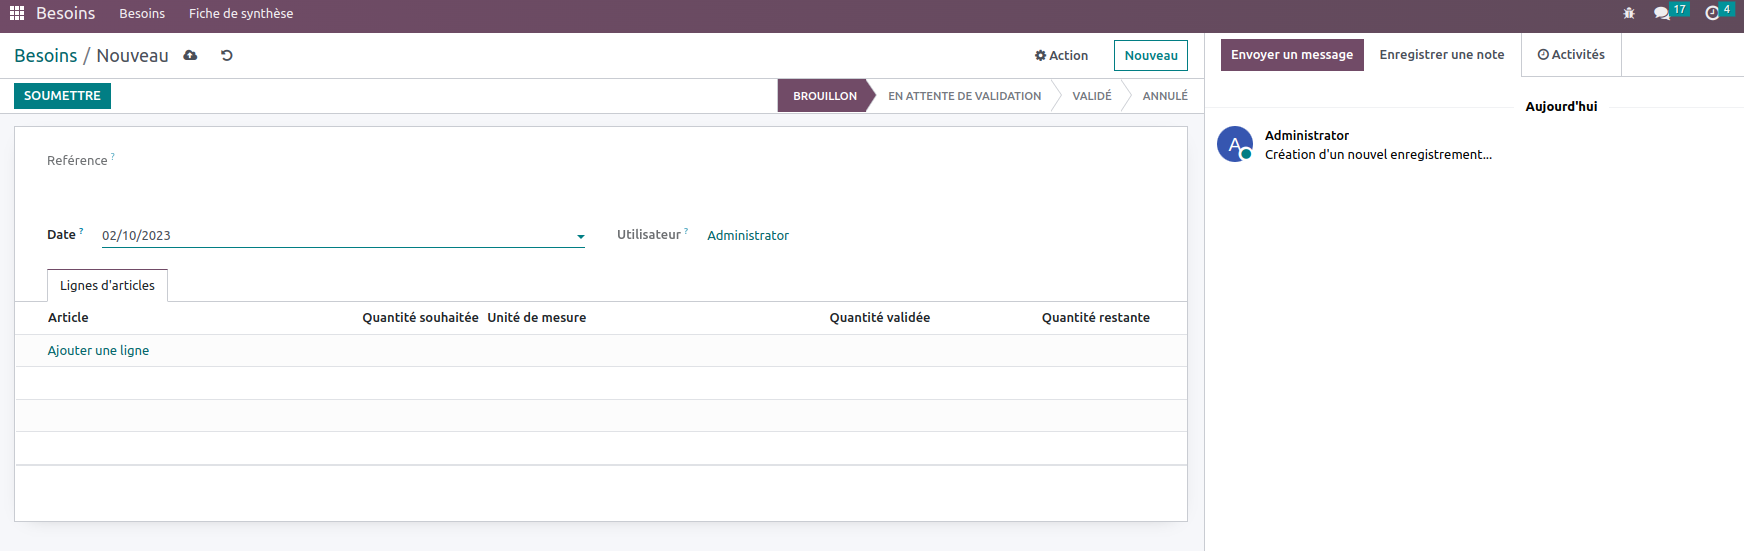 Besoins Besoins Fiche de synthèse 17 4
Besoins / Nouveau Action Nouveau
Envoyer un message Enregistrer une note Activités
SOUMETTRE BROUILLON EN ATTENTE DE VALIDATION VALIDÉ ANNULÉ
Aujourd'hui
A Administrator
Création d'un nouvel enregistrement...
Reférence ?
Date ? 02/10/2023 Utilisateur ? Administrator
Lignes d'articles
Article Quantité souhaitée Unité de mesure Quantité validée Quantité restante
Ajouter une ligne